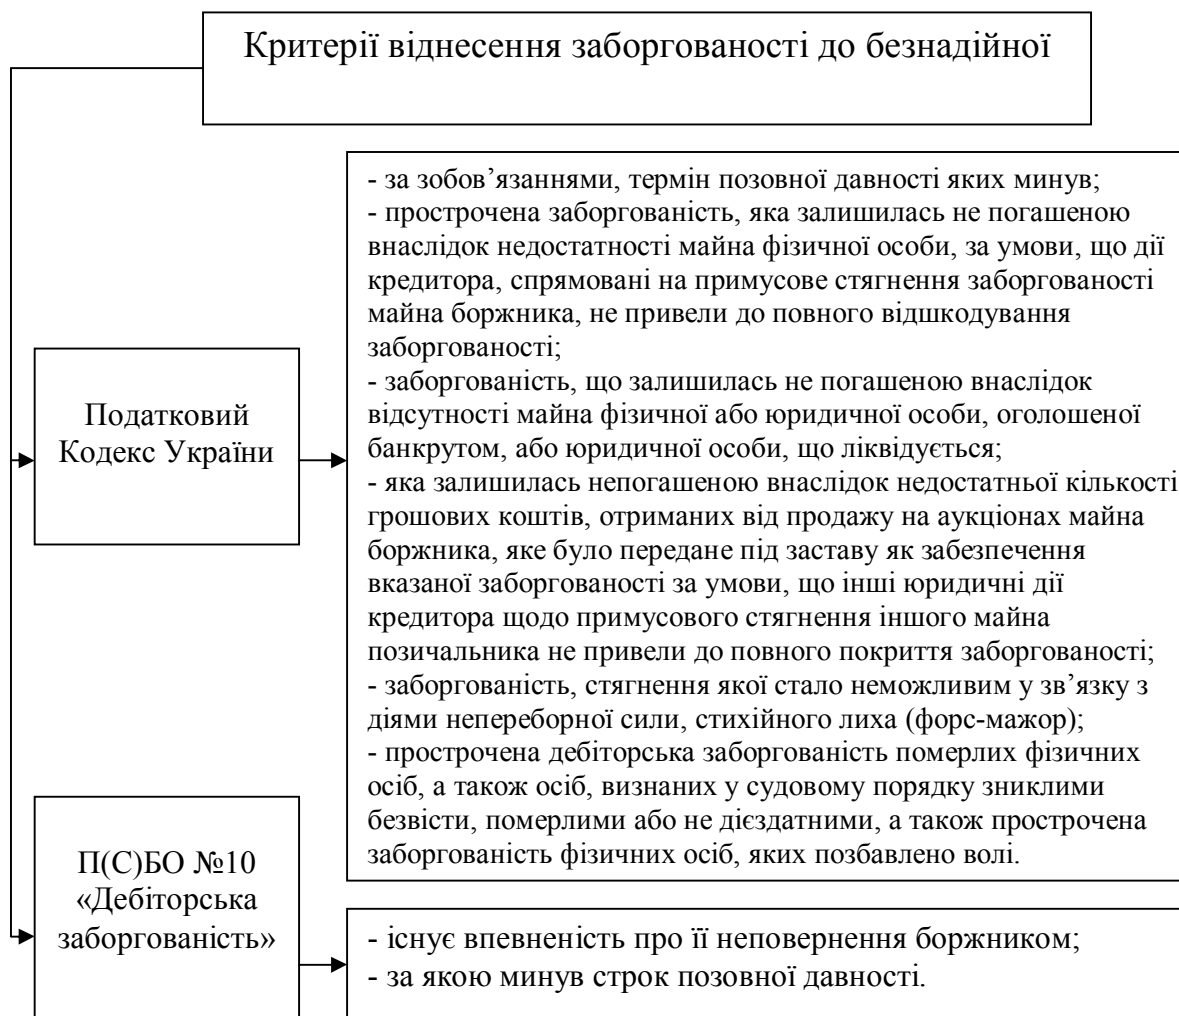 Критерії віднесення заборгованості до безнадійної
Податковий
Кодекс України
- за зобов’язаннями, термін позовної давності яких минув;
- прострочена заборгованість, яка залишилась не погашеною
внаслідок недостатності майна фізичної особи, за умови, що дії
кредитора, спрямовані на примусове стягнення заборгованості
майна боржника, не привели до повного відшкодування
заборгованості;
- заборгованість, що залишилась не погашеною внаслідок
відсутності майна фізичної або юридичної особи, оголошеної
банкрутом, або юридичної особи, що ліквідується;
- яка залишилась непогашеною внаслідок недостатньої кількості
грошових коштів, отриманих від продажу на аукціонах майна
боржника, яке було передане під заставу як забезпечення
вказаної заборгованості за умови, що інші юридичні дії
кредитора щодо примусового стягнення іншого майна
позичальника не привели до повного покриття заборгованості;
- заборгованість, стягнення якої стало неможливим у зв’язку з
діями непереборної сили, стихійного лиха (форс-мажор);
- прострочена дебіторська заборгованість померлих фізичних
осіб, а також осіб, визнаних у судовому порядку зниклими
безвісти, померлими або не дієздатними, а також прострочена
заборгованість фізичних осіб, яких позбавлено волі.
П(С)БО №10
«Дебіторська
заборгованість»
- існує впевненість про її неповернення боржником;
- за якою минув строк позовної давності.